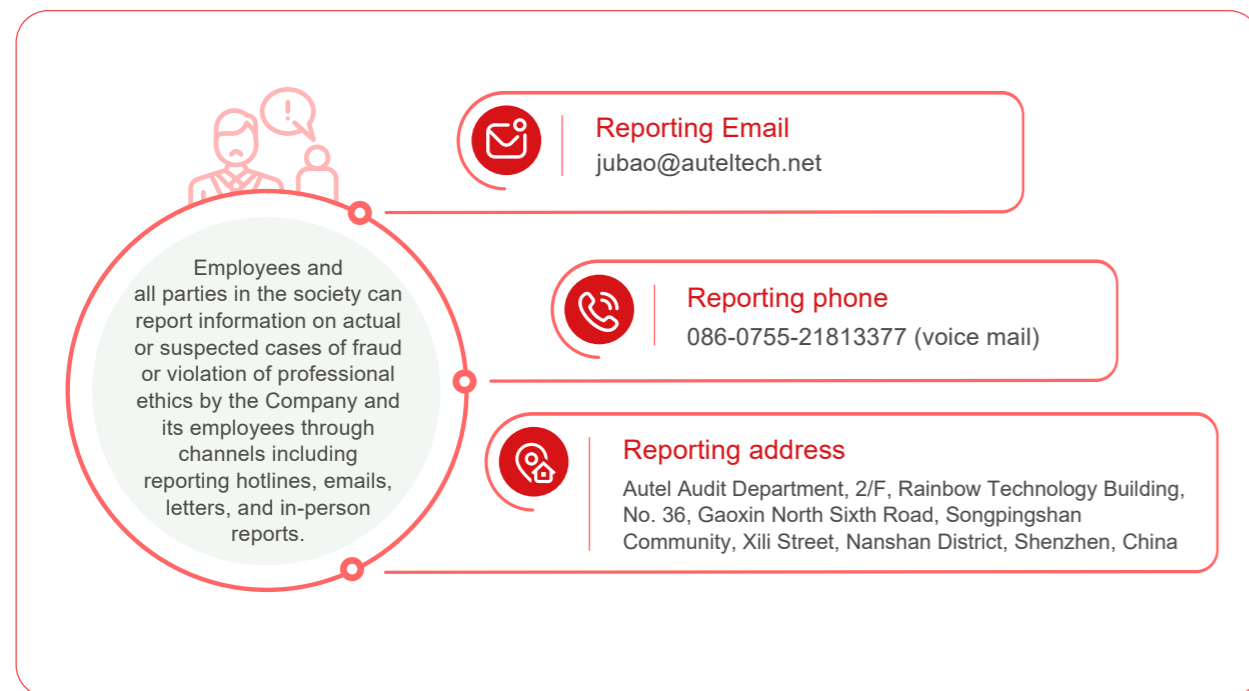 Employees and
all parties in the society can
report information on actual
or suspected cases of fraud
or violation of professional
ethics by the Company and
its employees through
channels including
reporting hotlines, emails,
letters, and in-person
reports.
Reporting Email
jubao@auteltech.net
Reporting phone
086-0755-21813377 (voice mail)
Reporting address
Autel Audit Department, 2/F, Rainbow Technology Building,
No. 36, Gaoxin North Sixth Road, Songpingshan
Community, Xili Street, Nanshan District, Shenzhen, China